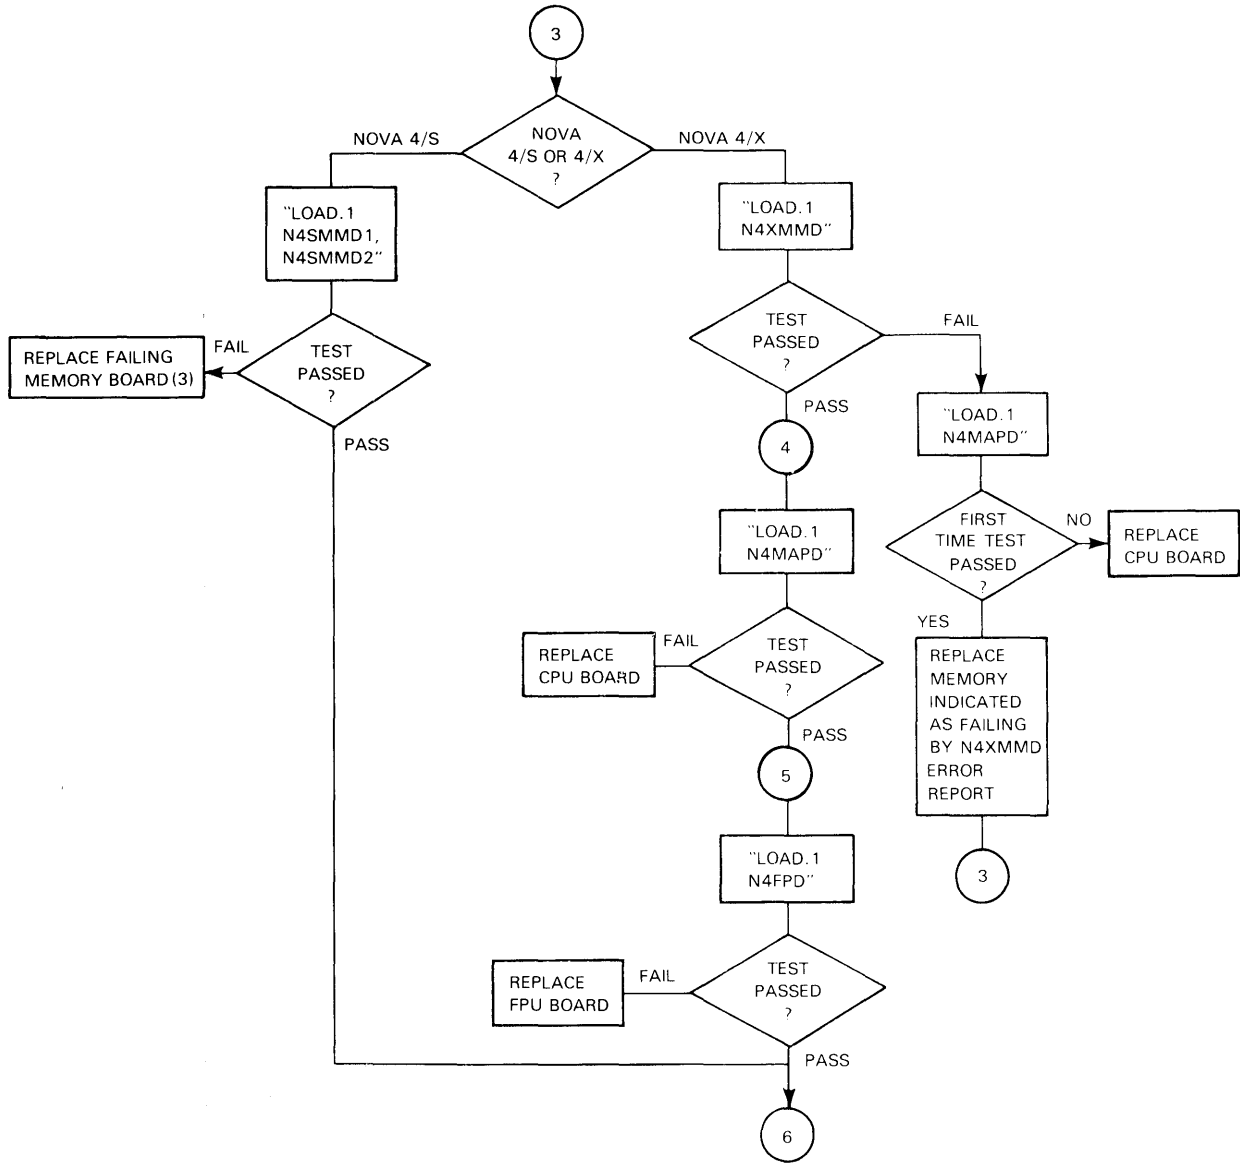 3
NOVA
4/S OR 4/X
?
NOVA 4/S
NOVA 4/X
"LOAD.1
N4SMMD1,
N4SMMD2"
"LOAD.1
N4XMMD"
TEST
PASSED
?
FAIL
REPLACE FAILING
MEMORY BOARD(3)
PASS
TEST
PASSED
?
FAIL
PASS
4
"LOAD.1
N4MAPD"
FIRST
TIME TEST
PASSED
?
NO
REPLACE
CPU BOARD
YES
REPLACE
MEMORY
INDICATED
AS FAILING
BY N4XMMD
ERROR
REPORT
3
"LOAD.1
N4MAPD"
TEST
PASSED
?
FAIL
REPLACE
CPU BOARD
PASS
5
"LOAD.1
N4FPD"
TEST
PASSED
?
FAIL
REPLACE
FPU BOARD
PASS
6